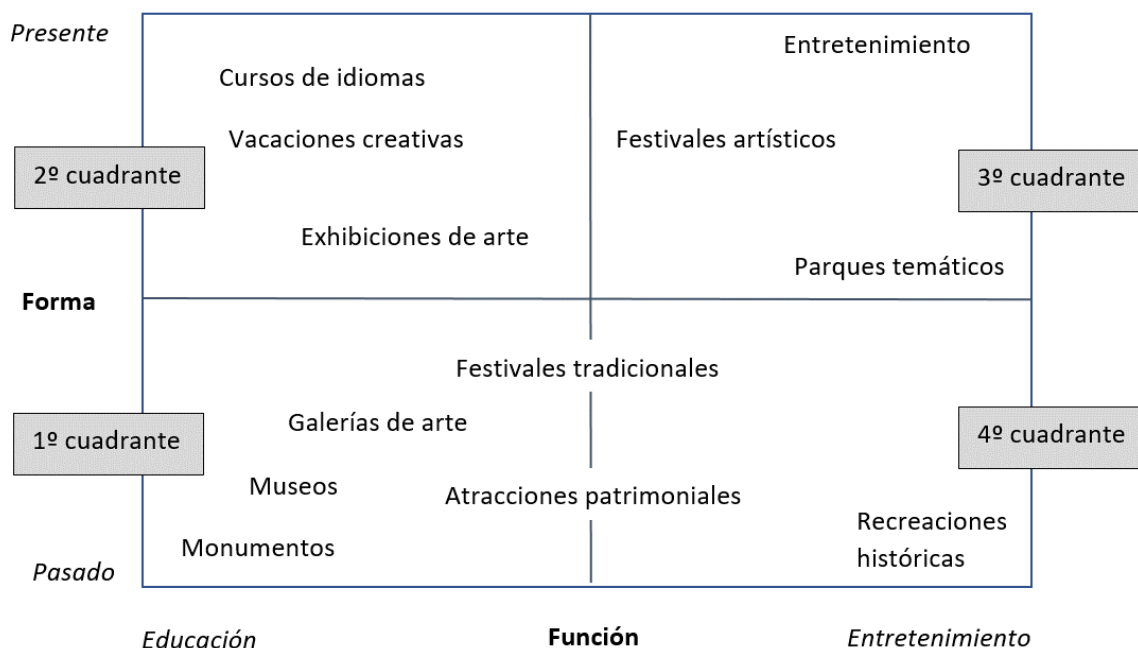 Presente
Entretenimiento
Cursos de idiomas
Vacaciones creativas
Festivales artísticos
2º cuadrante
3º cuadrante
Exhibiciones de arte
Parques temáticos
Forma
Festivales tradicionales
Galerías de arte
1º cuadrante
4º cuadrante
Museos
Atracciones patrimoniales
Recreaciones
históricas
Monumentos
Pasado
Educación
Función
Entretenimiento